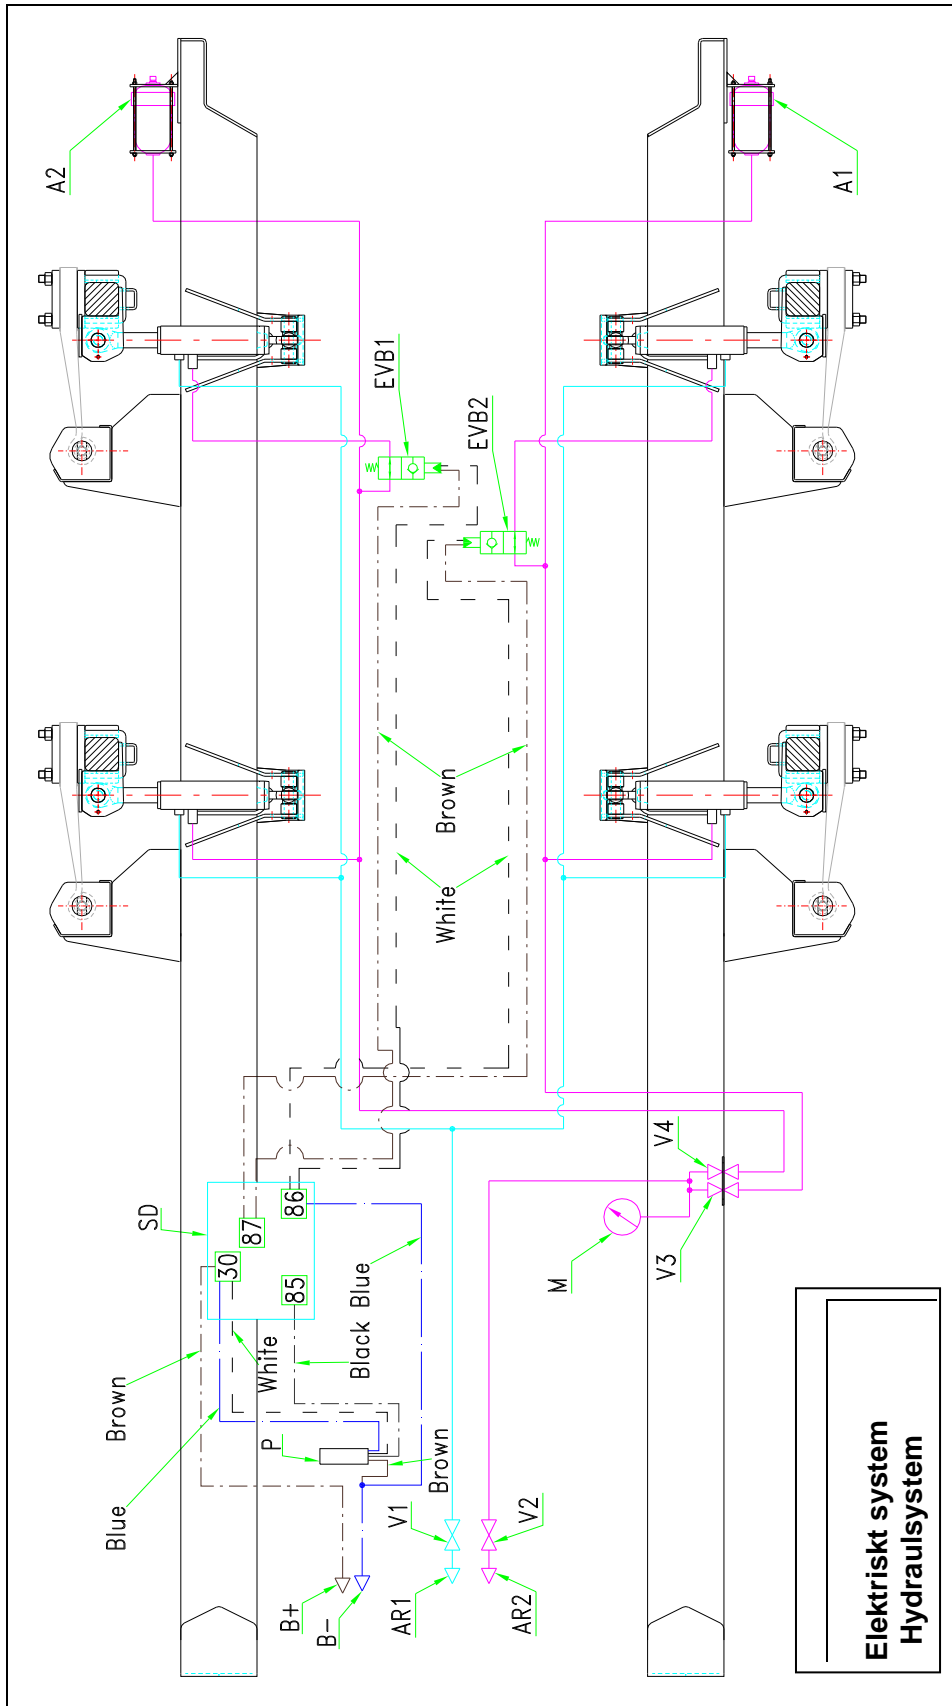 A2
A1
EVB1
EVB2
Brown
White
SD
87
86
30
85
V4
V3
M
White
Black
Blue
Brown
Blue
P
Brown
V1
V2
B+
B-
AR1
AR2
Elektriskt system
Hydraulsystem